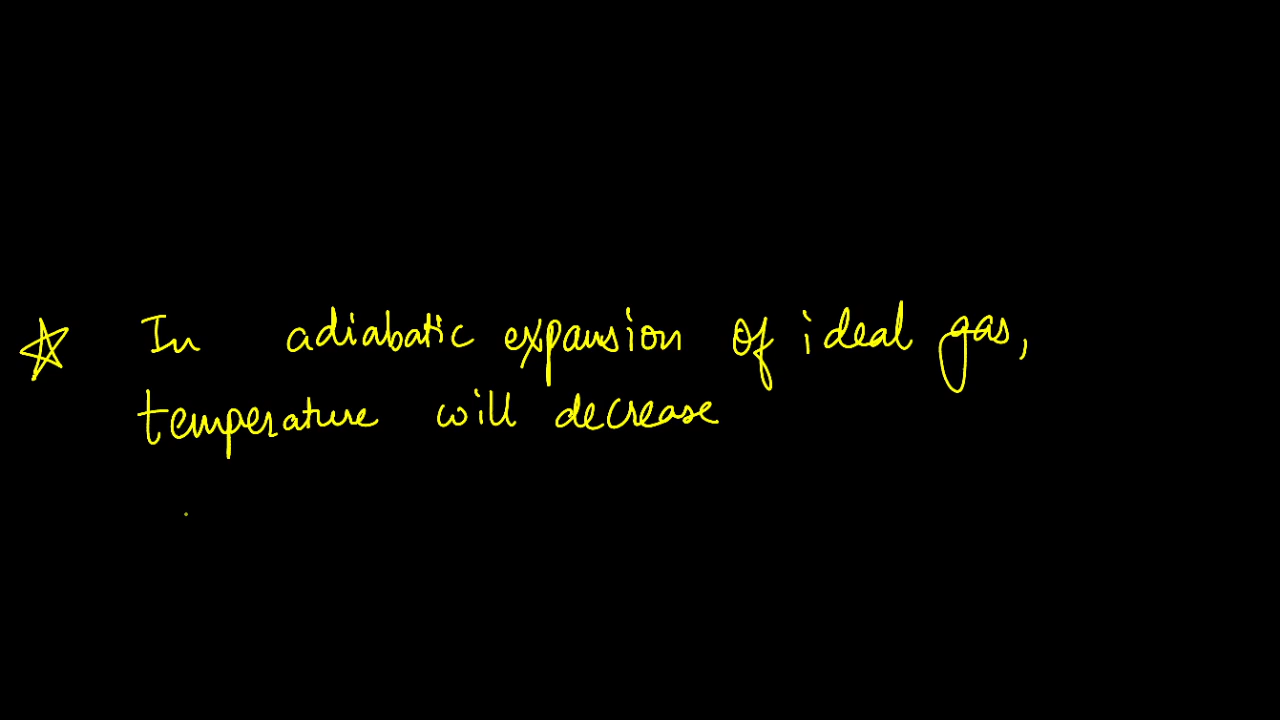 In adiabatic expansion of ideal gas,
temperature will decrease